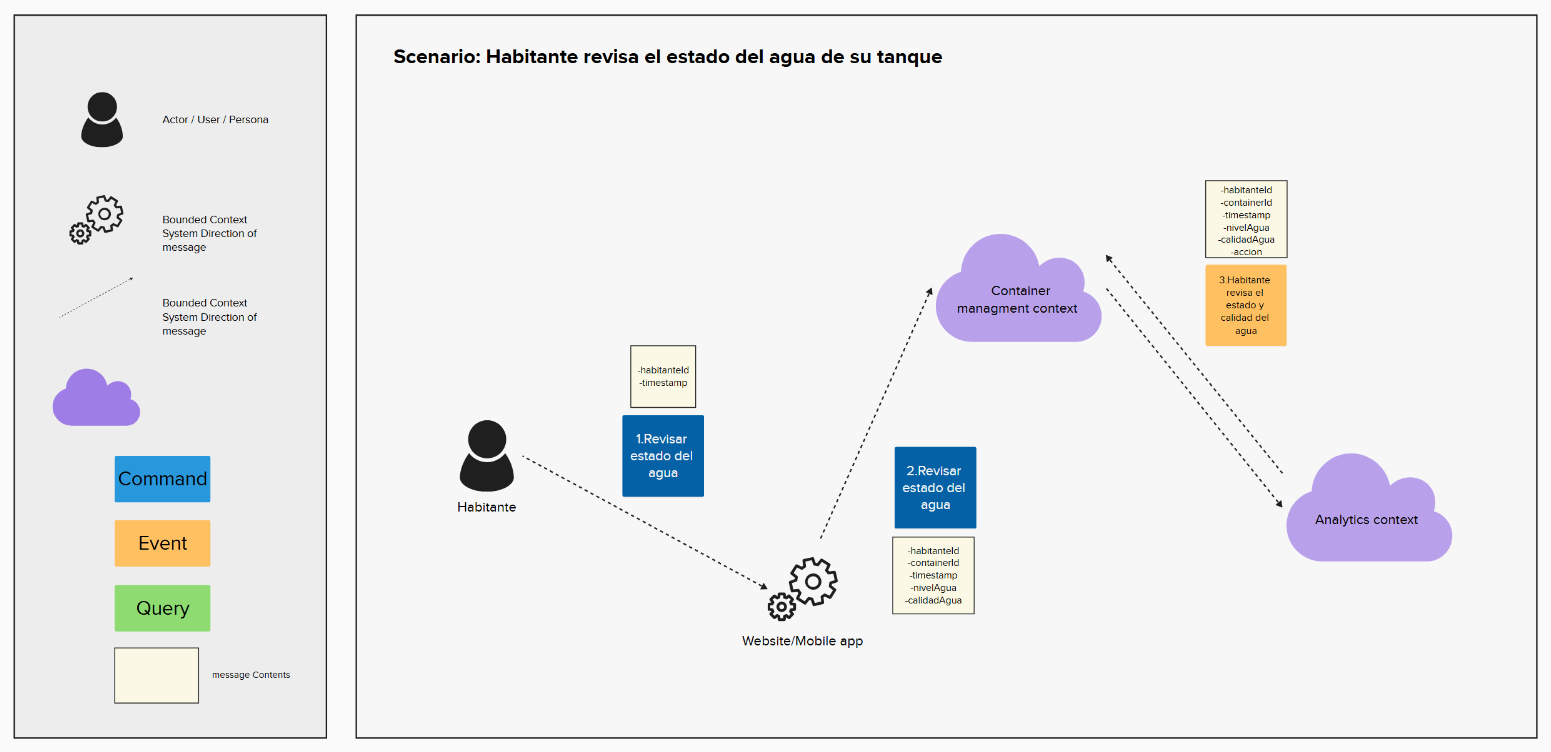 Actor / User / Persona
Bounded Context
System Direction of
message
Bounded Context
System Direction of
message
Command
Event
Query
message Contents
Scenario: Habitante revisa el estado del agua de su tanque
Habitante
-habitanteId
-timestamp
1.Revisar
estado del
agua
Website/Mobile app
2.Revisar
estado del
agua
-habitanteId
-containerId
-timestamp
-nivelAgua
-calidadAgua
Container
managment context
-habitanteId
-containerId
-timestamp
-nivelAgua
-calidadAgua
-accion
3.Habitante
revisa el
estado y
calidad del
agua
Analytics context